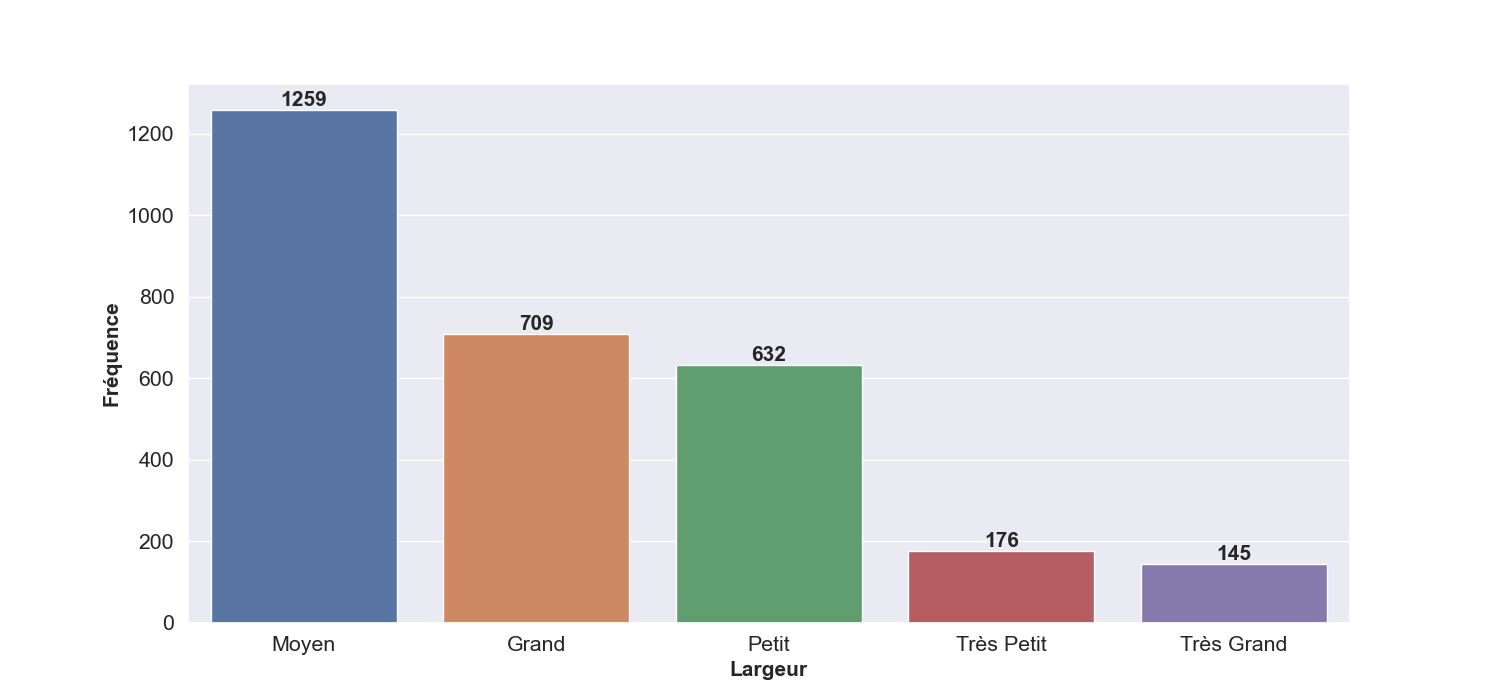 1259
709
632
176
145
1200
1000
800
600
400
200
0
Fréquence
Moyen
Grand
Petit
Très Petit
Très Grand
Largeur